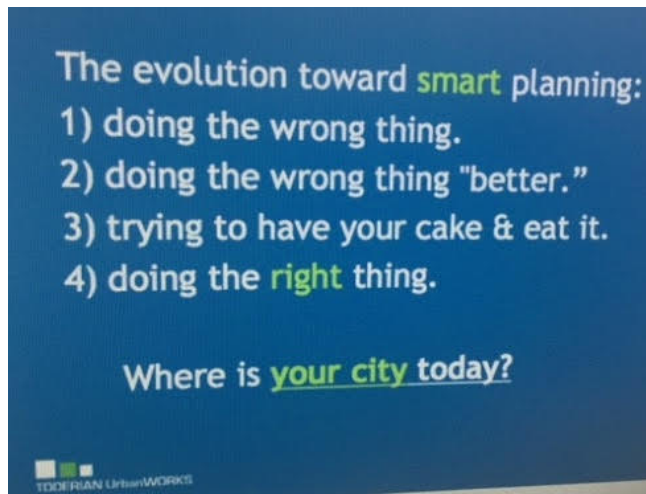 The evolution toward smart planning:
1) doing the wrong thing.
2) doing the wrong thing "better.”
3) trying to have your cake & eat it.
4) doing the right thing.
Where is your city today?
TODERIAN UrbanWORKS